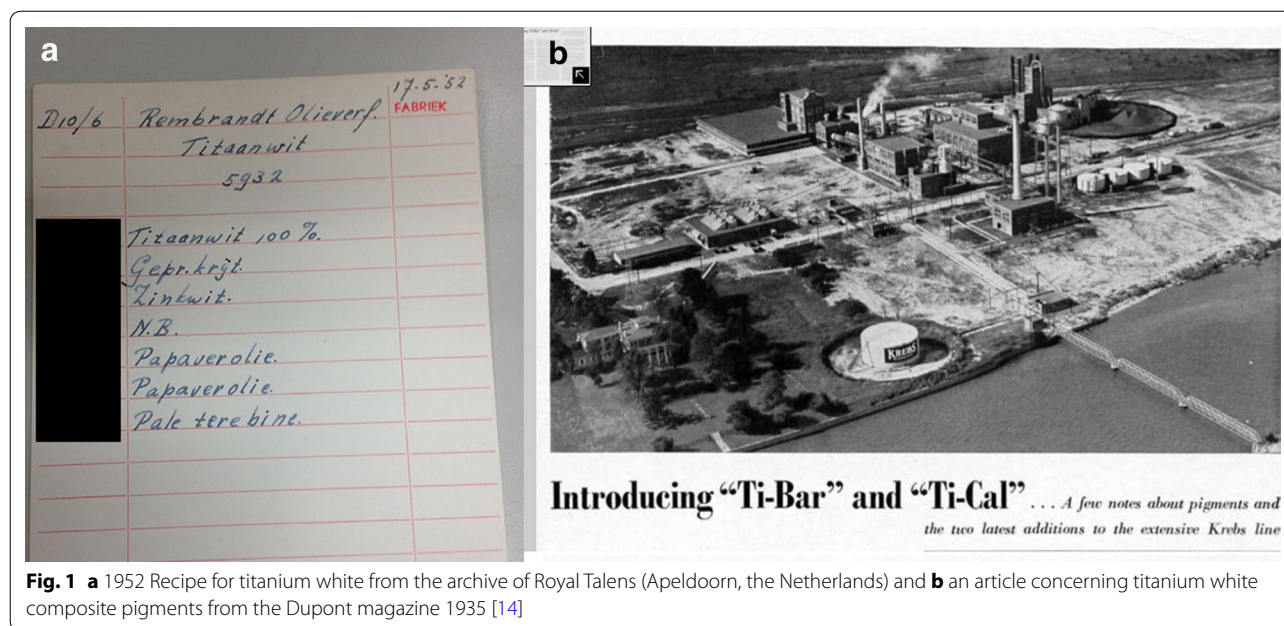 a
17.5.'52
FABRIEK
D10/6
Rembrandt Olieverf.
Titaanwit
5932
Titaanwit 100 %.
Gepr. krijt.
Zinkwit.
N.B.
Papaverolie.
Papaverolie.
Pale terebine.
b
KREBS
Introducing “Ti-Bar” and “Ti-Cal” . . . A few notes about pigments and
the two latest additions to the extensive Krebs line
Fig. 1 a 1952 Recipe for titanium white from the archive of Royal Talens (Apeldoorn, the Netherlands) and b an article concerning titanium white
composite pigments from the Dupont magazine 1935 [14]